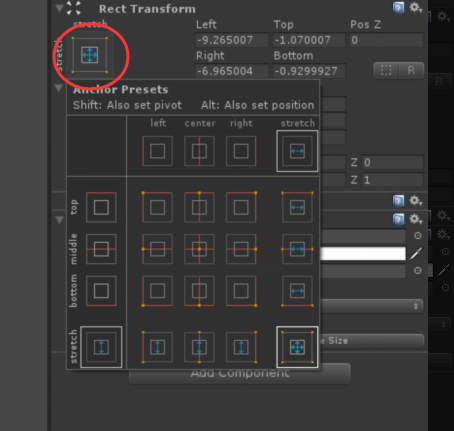 Rect Transform
stretch
Left Top Pos Z
stretch
-9.265007 -1.070007 0
Right Bottom
-6.965004 -0.9299927
R
Anchor Presets
Shift: Also set pivot Alt: Also set position
left center right stretch
Z 0
Z 1
top
middle
bottom
stretch
e Size
Add Component